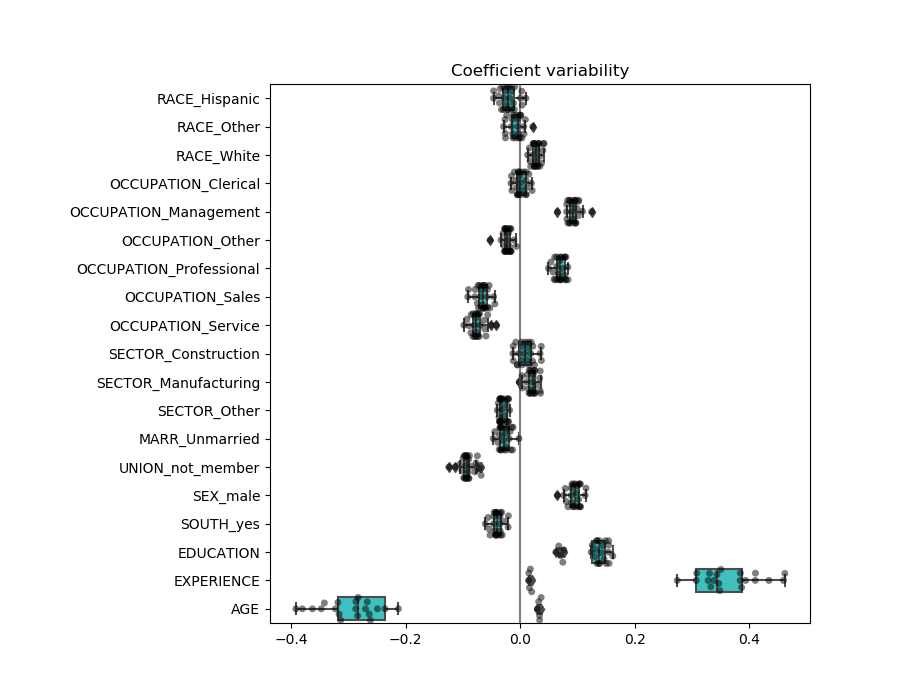 Coefficient variability
RACE_Hispanic
RACE_Other
RACE_White
OCCUPATION_Clerical
OCCUPATION_Management
OCCUPATION_Other
OCCUPATION_Professional
OCCUPATION_Sales
OCCUPATION_Service
SECTOR_Construction
SECTOR_Manufacturing
SECTOR_Other
MARR_Unmarried
UNION_not_member
SEX_male
SOUTH_yes
EDUCATION
EXPERIENCE
AGE
−0.4 −0.2 0.0 0.2 0.4